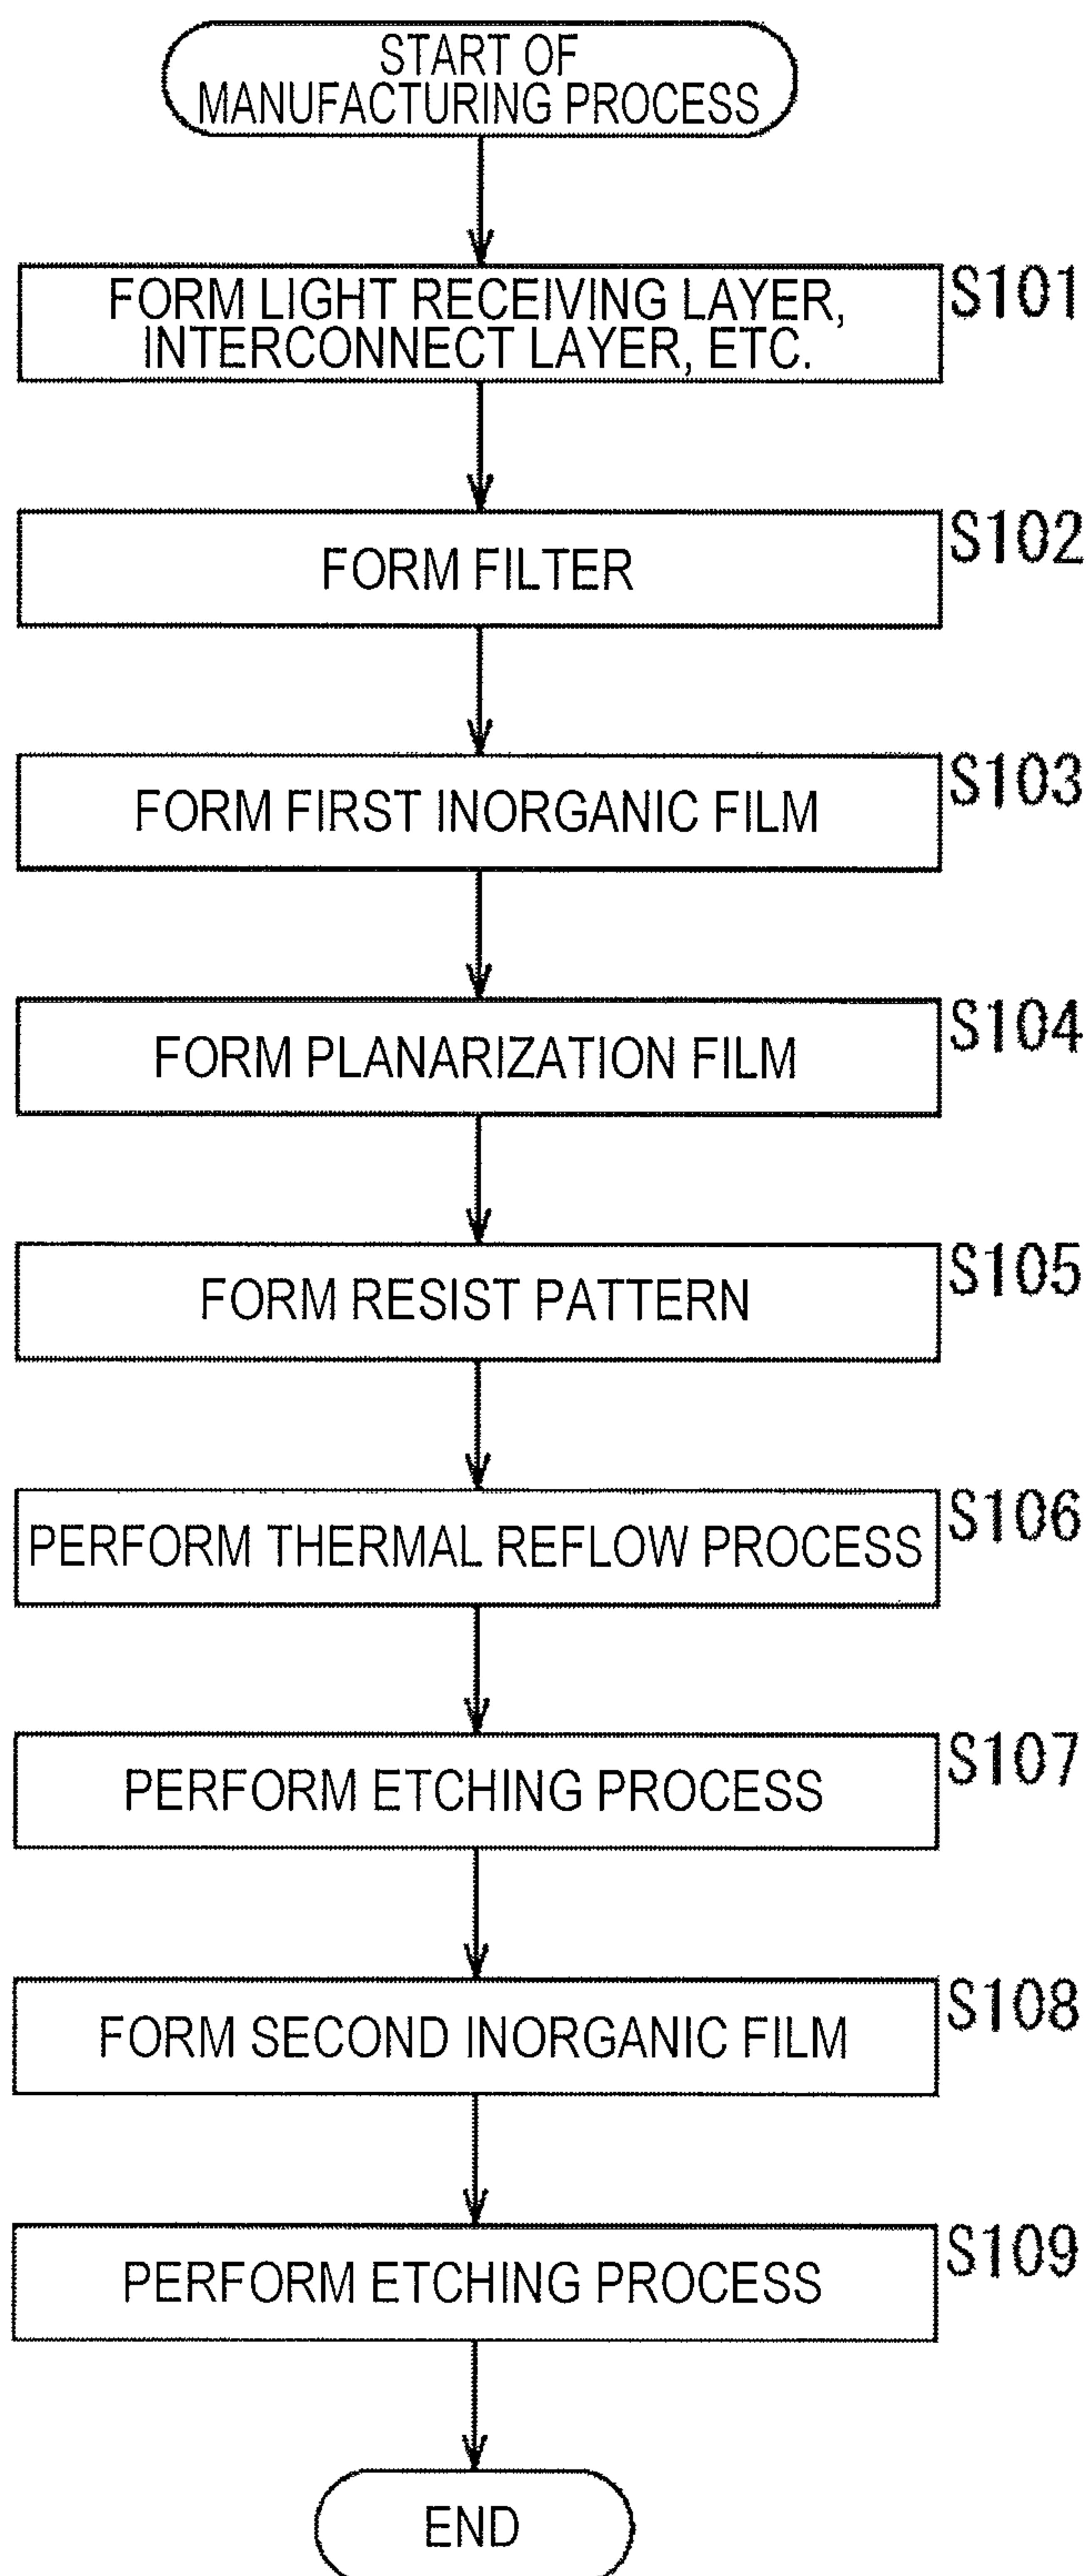 START OF
MANUFACTURING PROCESS
FORM LIGHT RECEIVING LAYER,
INTERCONNECT LAYER, ETC.
S101
FORM FILTER
S102
FORM FIRST INORGANIC FILM
S103
FORM PLANARIZATION FILM
S104
FORM RESIST PATTERN
S105
PERFORM THERMAL REFLOW PROCESS
S106
PERFORM ETCHING PROCESS
S107
FORM SECOND INORGANIC FILM
S108
PERFORM ETCHING PROCESS
S109
END